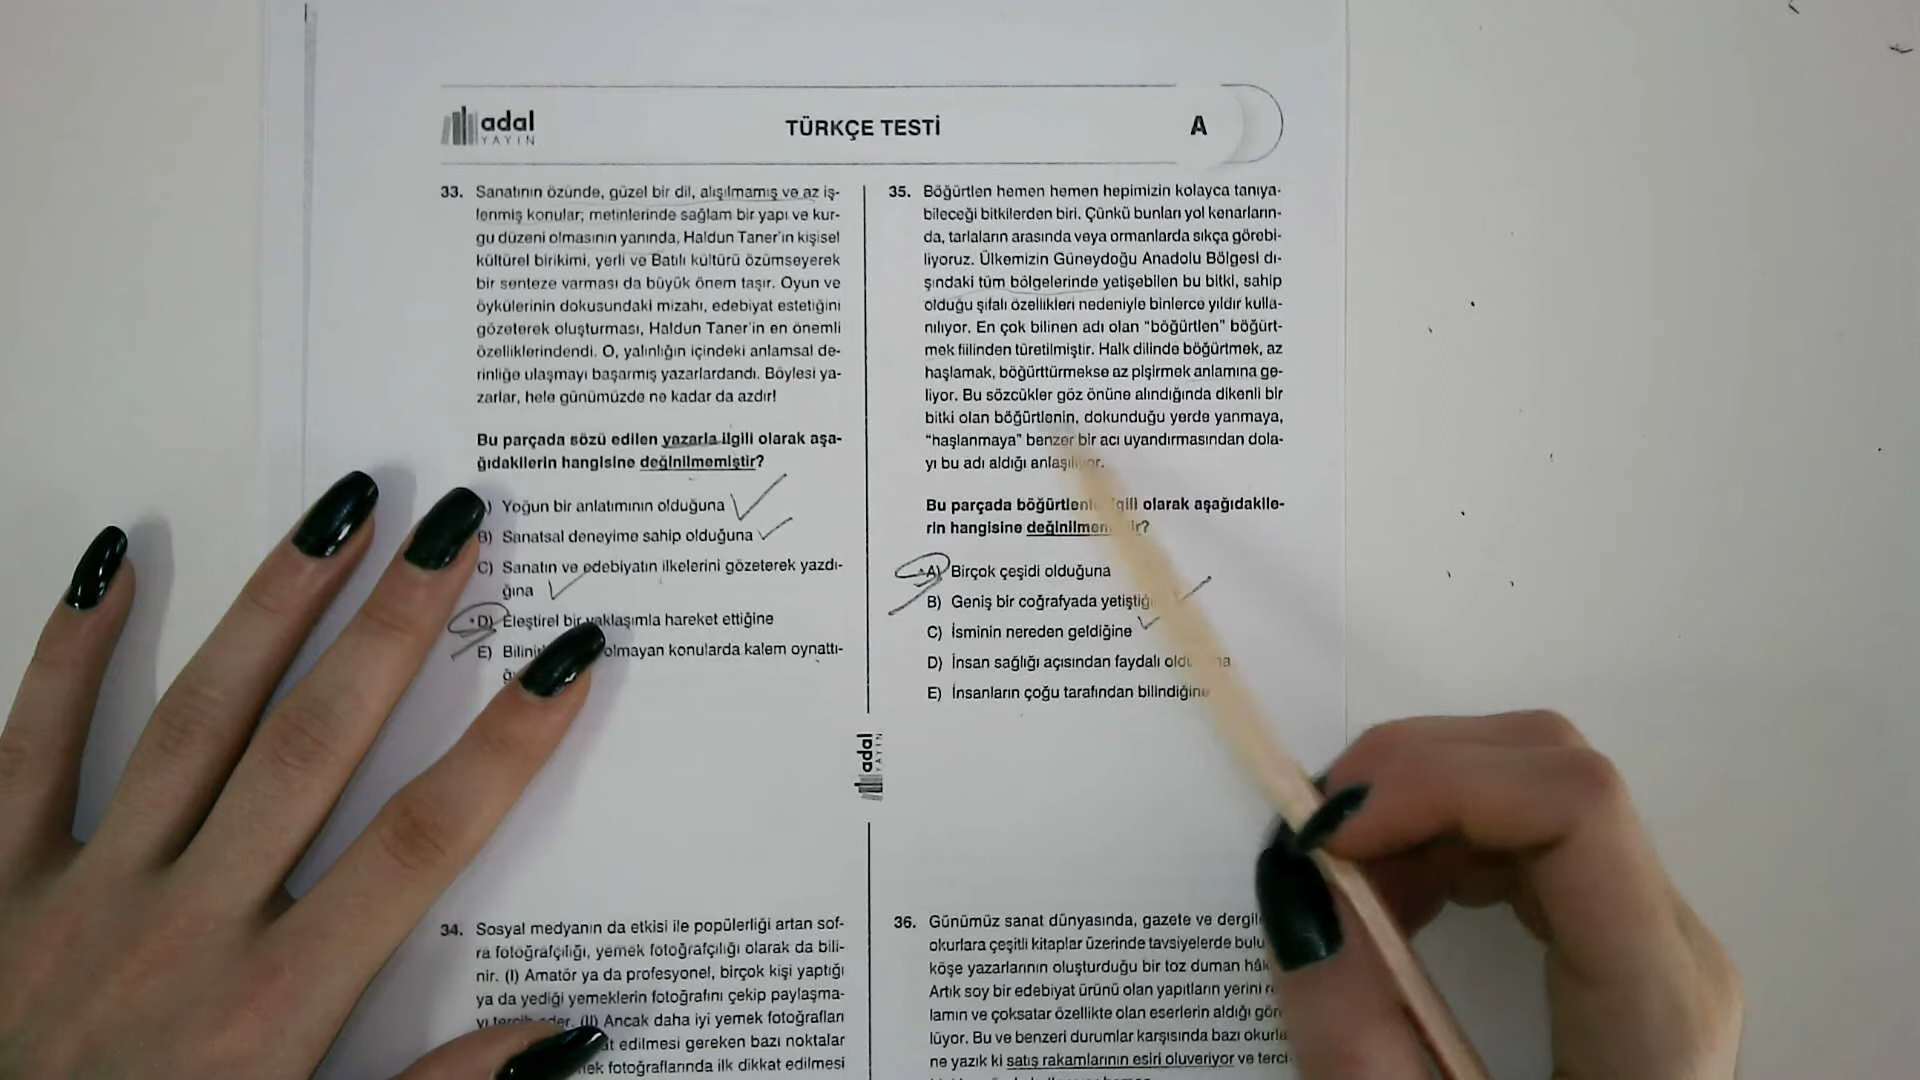 adal
YAYIN
TÜRKÇE TESTİ
A
33. Sanatının özünde, güzel bir dil, alışılmamış ve az iş-
lenmiş konular; metinlerinde sağlam bir yapı ve kur-
gu düzeni olmasının yanında, Haldun Taner'in kişisel
kültürel birikimi, yerli ve Batılı kültürü özümseyerek
bir senteze varması da büyük önem taşır. Oyun ve
öykülerinin dokusundaki mizahı, edebiyat estetiğini
gözeterek oluşturması, Haldun Taner'in en önemli
özelliklerindendi. O, yalınlığın içindeki anlamsal de-
rinliğe ulaşmayı başarmış yazarlardandı. Böylesi ya-
zarlar, hele günümüzde ne kadar da azdır!
Bu parçada sözü edilen yazarla ilgili olarak aşa-
ğıdakilerin hangisine değinilmemiştir?
) Yoğun bir anlatımının olduğuna
B) Sanatsal deneyime sahip olduğuna
C) Sanatın ve edebiyatın ilkelerini gözeterek yazdı-
ğına
D) Eleştirel bir yaklaşımla hareket ettiğine
E) olmayan konularda kalem oynattı-
34. Sosyal medyanın da etkisi ile popülerliği artan sof-
ra fotoğrafçılığı, yemek fotoğrafçılığı olarak da bili-
nir. (I) Amatör ya da profesyonel, birçok kişi yaptığı
ya da yediği yemeklerin fotoğrafını çekip paylaşma-
yı tercih eder. (II) Ancak daha iyi yemek fotoğrafları
edilmesi gereken bazı noktalar
fotoğraflarında ilk dikkat edilmesi
35. Böğürtlen hemen hemen hepimizin kolayca tanıya-
bileceği bitkilerden biri. Çünkü bunları yol kenarların-
da, tarlaların arasında veya ormanlarda sıkça görebi-
liyoruz. Ülkemizin Güneydoğu Anadolu Bölgesi dı-
şındaki tüm bölgelerinde yetişebilen bu bitki, sahip
olduğu şifalı özellikleri nedeniyle binlerce yıldır kulla-
nılıyor. En çok bilinen adı olan “böğürtlen” böğürt-
mek fiilinden türetilmiştir. Halk dilinde böğürtmek, az
haşlamak, böğürttürmekse az pişirmek anlamına ge-
liyor. Bu sözcükler göz önüne alındığında dikenli bir
bitki olan böğürtlenin, dokunduğu yerde yanmaya,
“haşlanmaya” benzer bir acı uyandırmasından dola-
yı bu adı aldığı anlaşılıyor.
Bu parçada böğürtlenle ilgili olarak aşağıdakile-
rin hangisine değinilmemiştir?
A) Birçok çeşidi olduğuna
B) Geniş bir coğrafyada yetiştiği
C) İsminin nereden geldiğine
D) İnsan sağlığı açısından faydalı olduğuna
E) İnsanların çoğu tarafından bilindiğine
adal
YAYIN
36. Günümüz sanat dünyasında, gazete ve dergil
okurlara çeşitli kitaplar üzerinde tavsiyelerde bulu
köşe yazarlarının oluşturduğu bir toz duman hâk
Artık soy bir edebiyat ürünü olan yapıtların yerini
lamın ve çoksatar özellikte olan eserlerin aldığı gör
lüyor. Bu ve benzeri durumlar karşısında bazı okurla
ne yazık ki satış rakamlarının esiri oluveriyor ve terci-